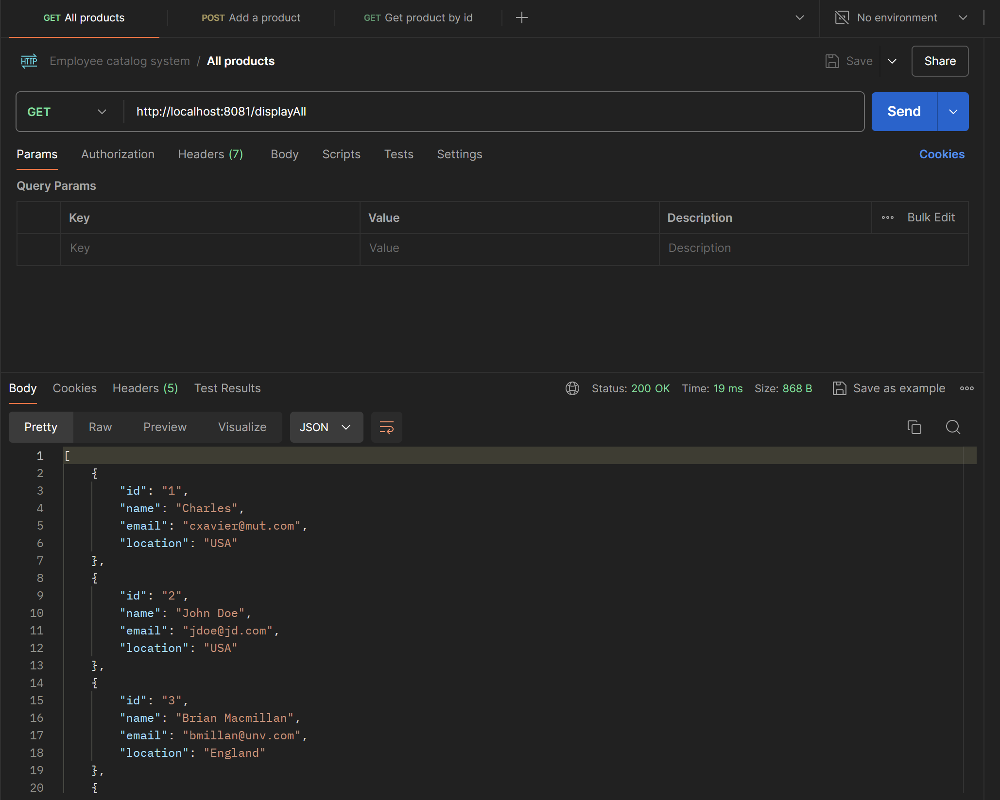 GET All products
POST Add a product
GET Get product by id
No environment
HTTP Employee catalog system / All products
Save
Share
GET
http://localhost:8081/displayAll
Send
Params Authorization Headers (7) Body Scripts Tests Settings Cookies
Query Params
Key Value Description Bulk Edit
Key Value Description
Body Cookies Headers (5) Test Results Status: 200 OK Time: 19 ms Size: 868 B Save as example
Pretty Raw Preview Visualize JSON
1 [
2 {
3 "id": "1",
4 "name": "Charles",
5 "email": "cxavier@mut.com",
6 "location": "USA"
7 },
8 {
9 "id": "2",
10 "name": "John Doe",
11 "email": "jdoe@jd.com",
12 "location": "USA"
13 },
14 {
15 "id": "3",
16 "name": "Brian Macmillan",
17 "email": "bmillan@unv.com",
18 "location": "England"
19 },
20 {